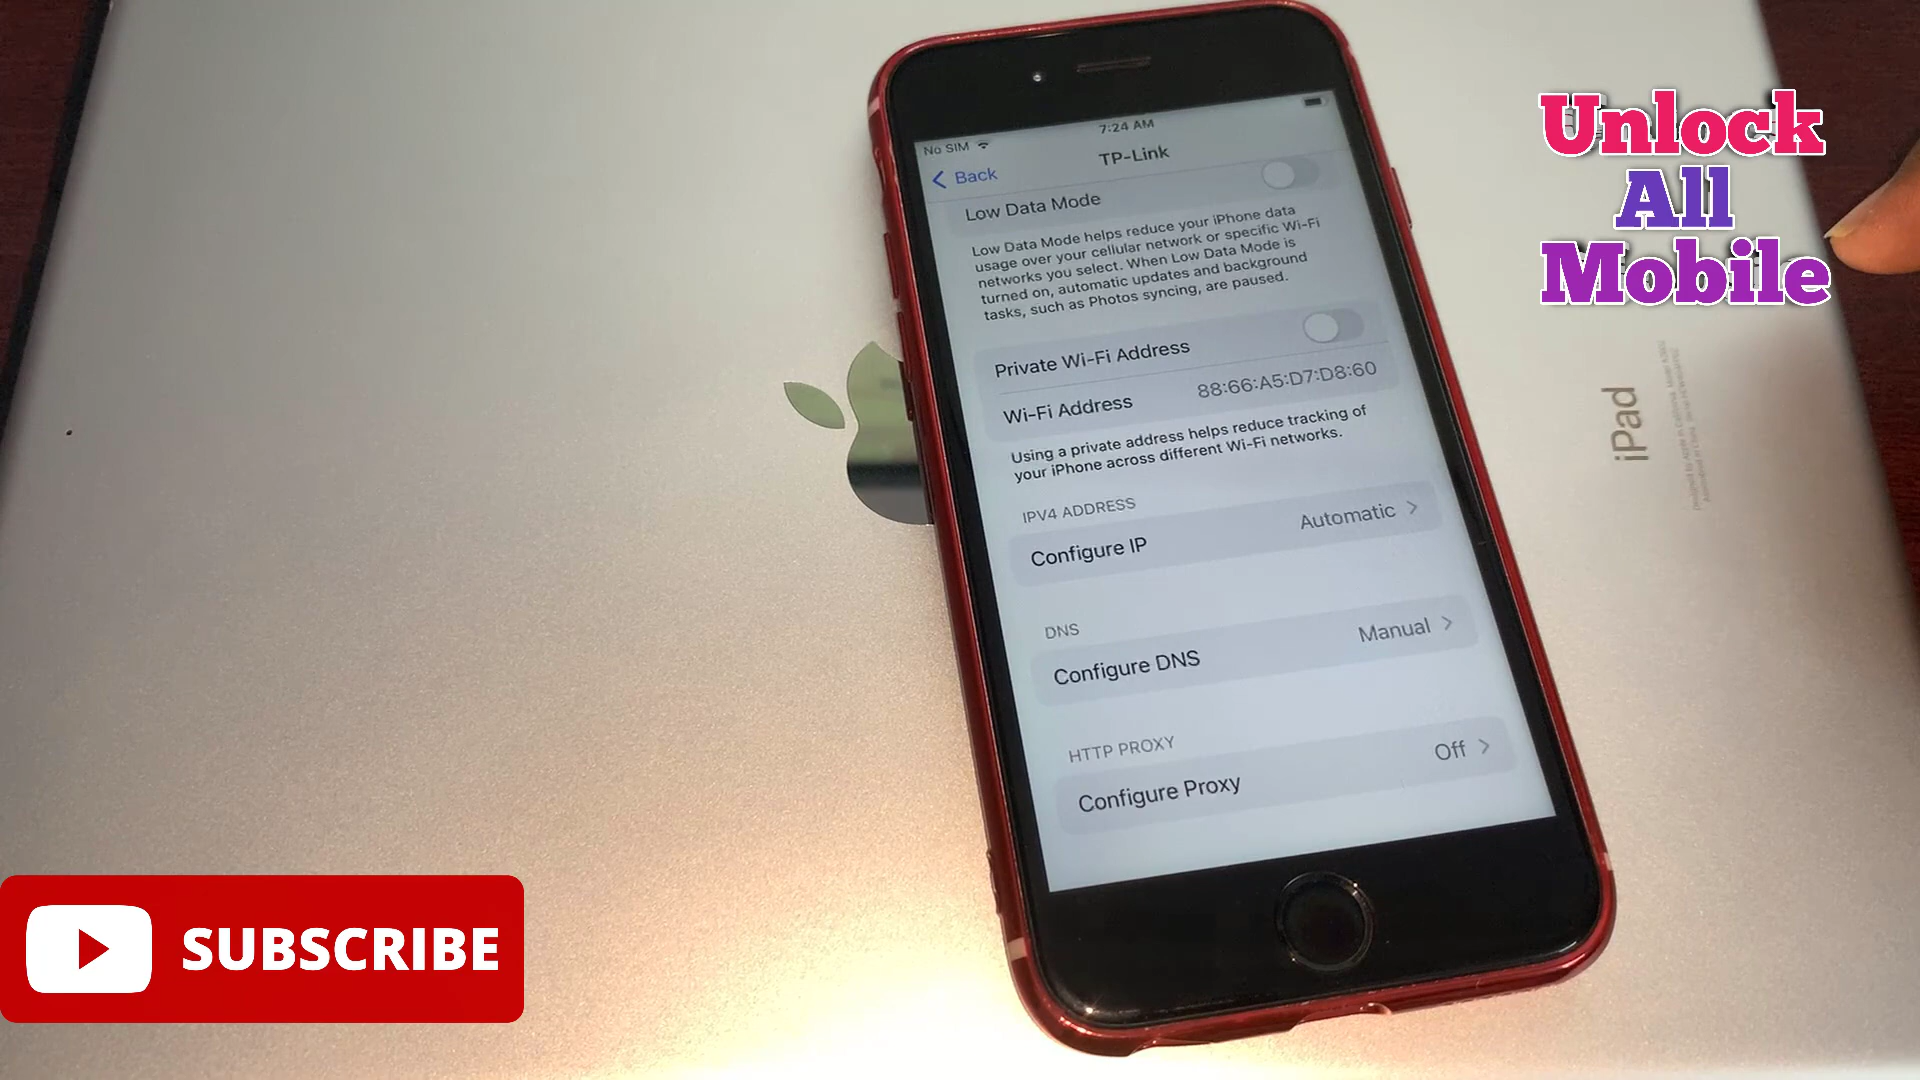 No SIM
7:24 AM
Back
TP-Link
Low Data Mode
Low Data Mode helps reduce your iPhone data
usage over your cellular network or specific Wi-Fi
networks you select. When Low Data Mode is
turned on, automatic updates and background
tasks, such as Photos syncing, are paused.
Private Wi-Fi Address
Wi-Fi Address 88:66:A5:D7:D8:60
Using a private address helps reduce tracking of
your iPhone across different Wi-Fi networks.
IPV4 ADDRESS
Configure IP Automatic
DNS
Configure DNS Manual
HTTP PROXY
Configure Proxy Off
Unlock
All
Mobile
iPad
SUBSCRIBE